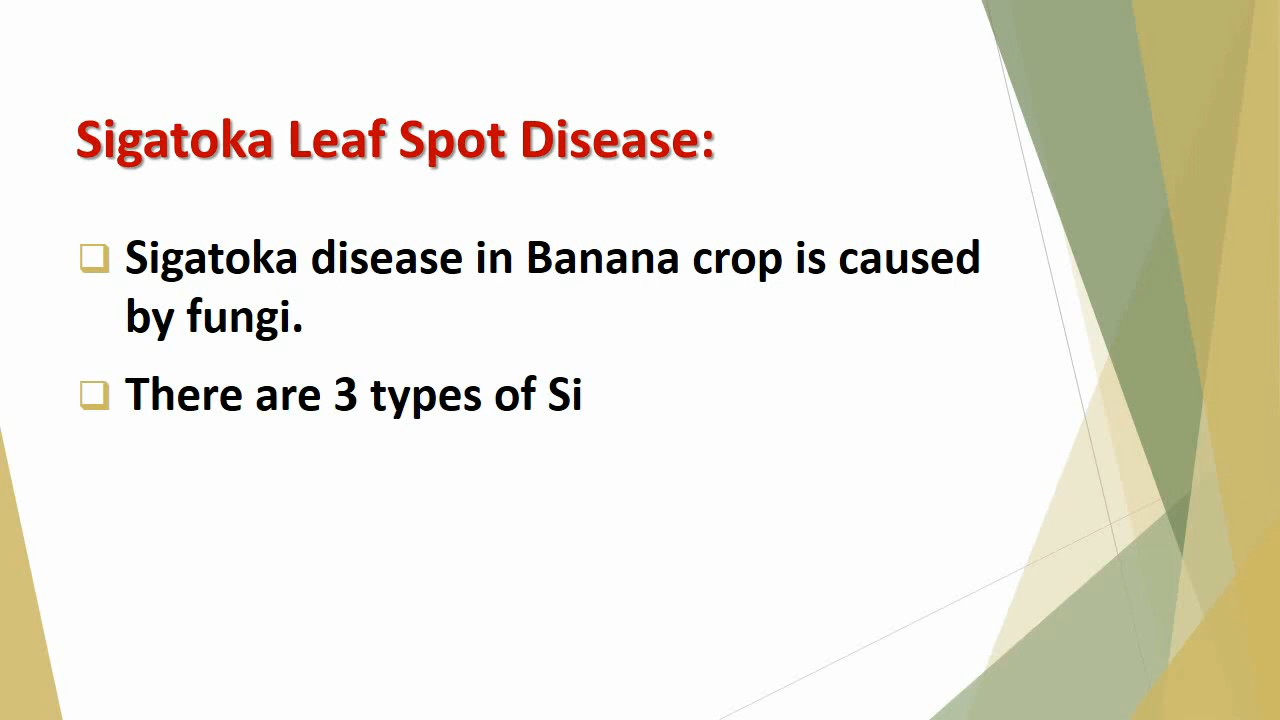 Sigatoka Leaf Spot Disease:
Sigatoka disease in Banana crop is caused
by fungi.
There are 3 types of Si